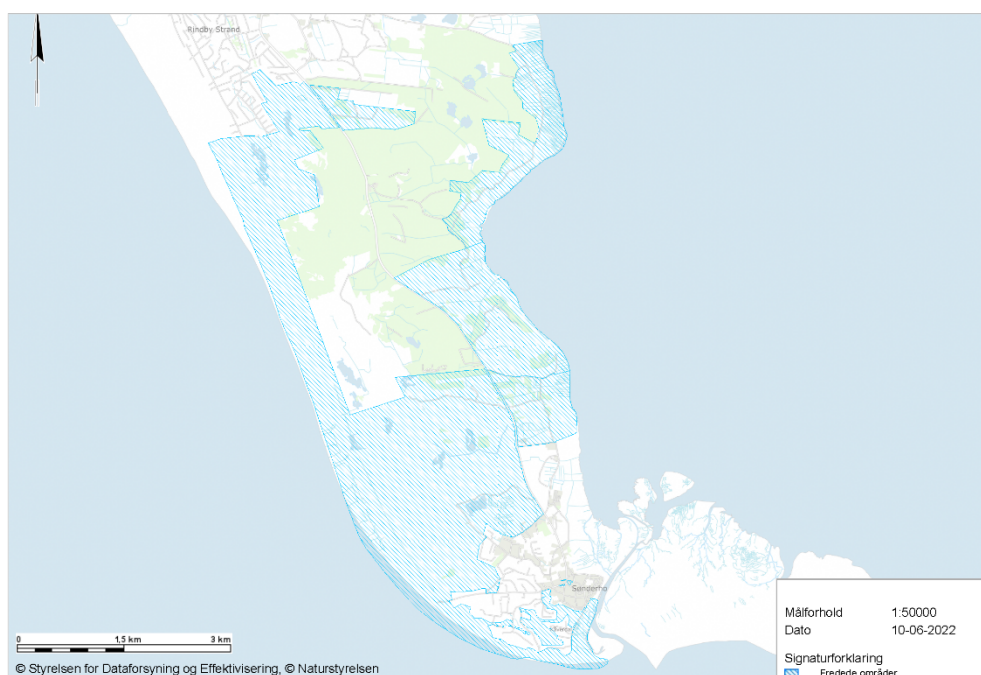 Rindby Strand
Sønderho
0 1,5 km 3 km
© Styrelsen for Dataforsyning og Effektivisering, © Naturstyrelsen
Målforhold 1:50000
Dato 10-06-2022
Signaturforklaring
Fredede områder